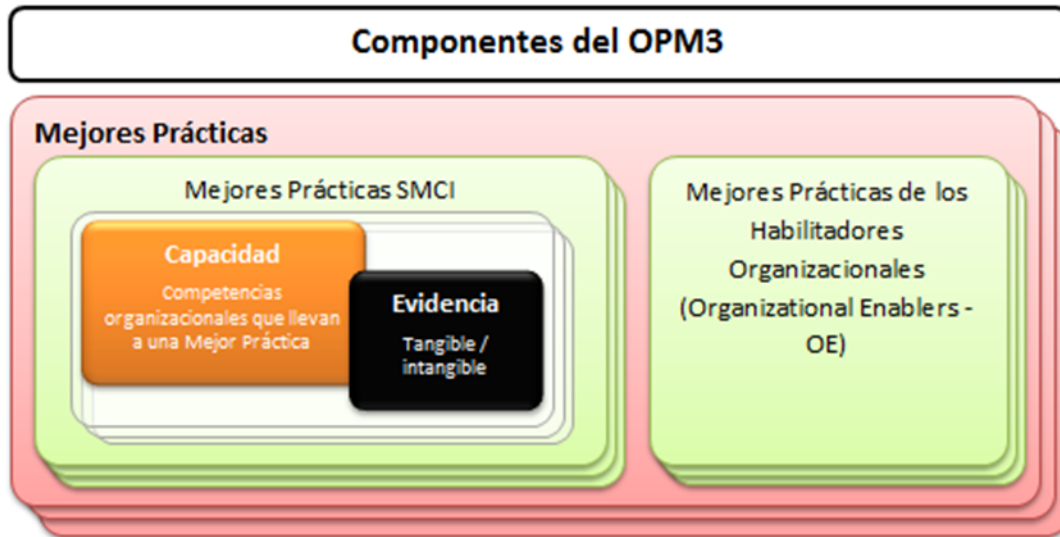 Componentes del OPM3
Mejores Prácticas
Mejores Prácticas SMCI
Capacidad
Competencias
organizacionales que llevan
a una Mejor Práctica
Evidencia
Tangible /
intangible
Mejores Prácticas de los
Habilitadores
Organizacionales
(Organizational Enablers -
OE)